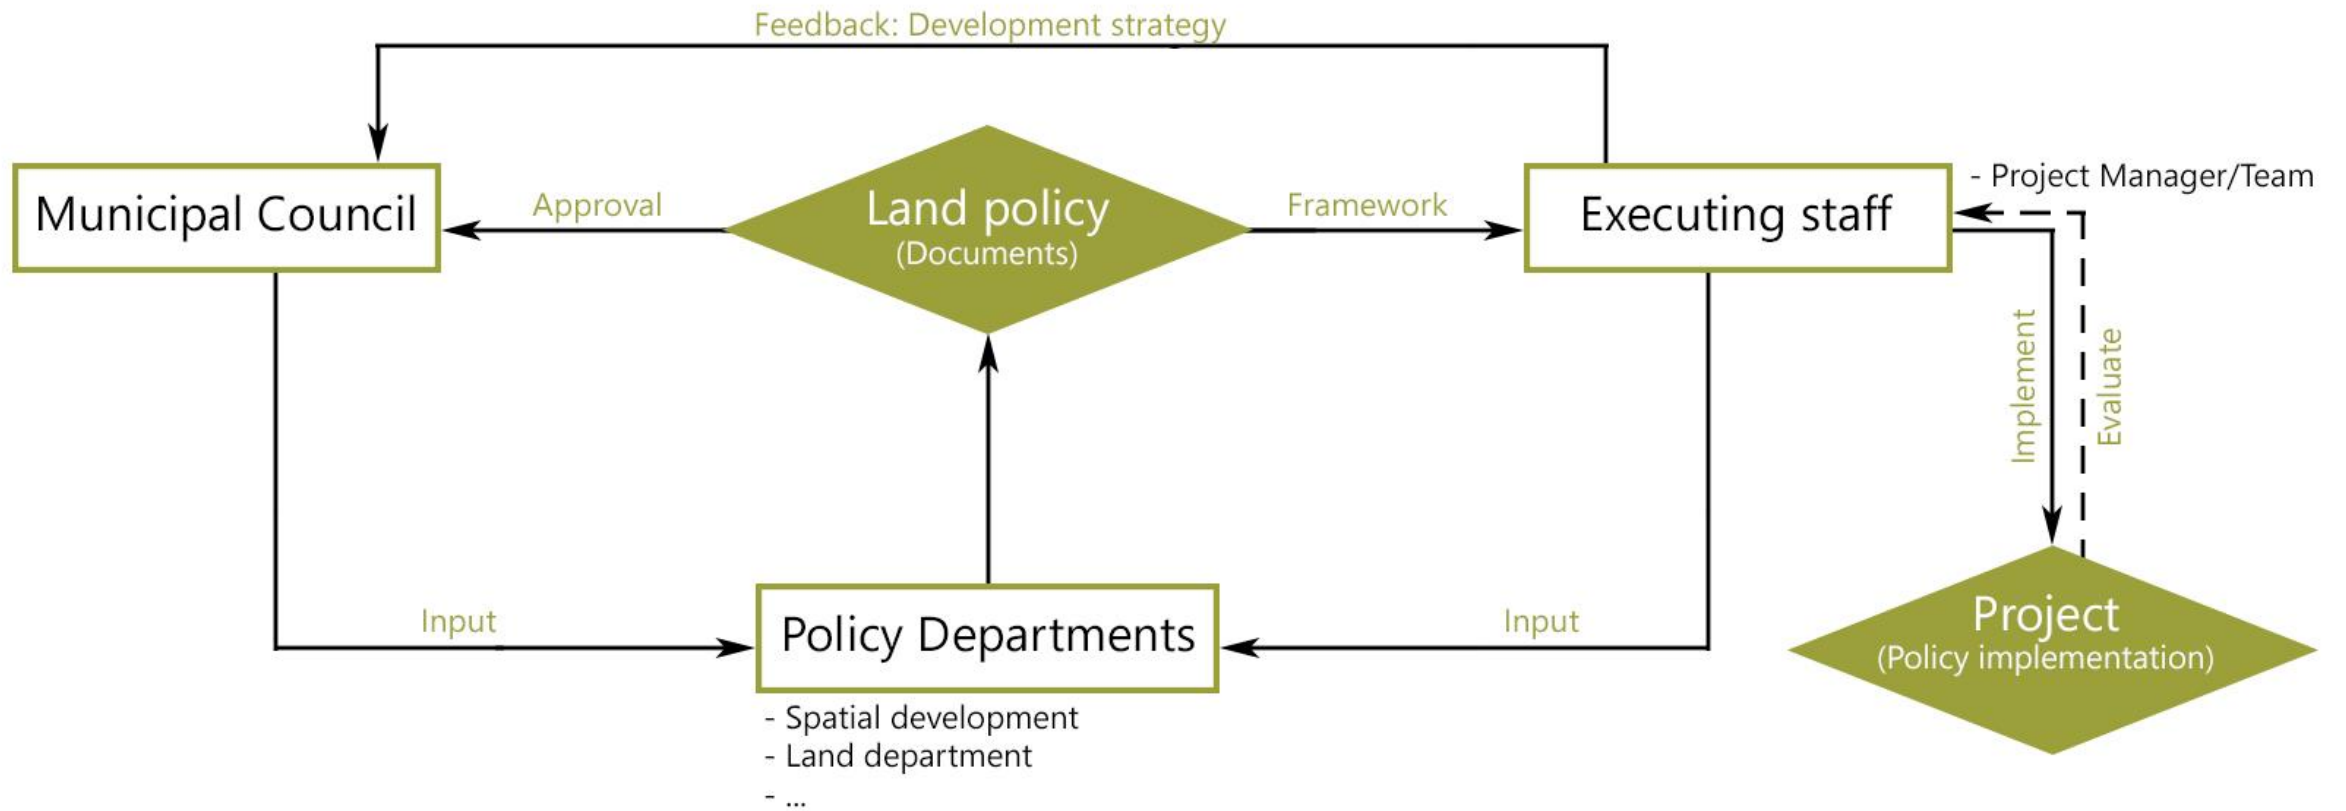 Feedback: Development strategy
Municipal Council
Approval
Land policy
(Documents)
Framework
Executing staff
- Project Manager/Team
Implement
Evaluate
Input
Policy Departments
Input
Project
(Policy implementation)
- Spatial development
- Land department
- ...